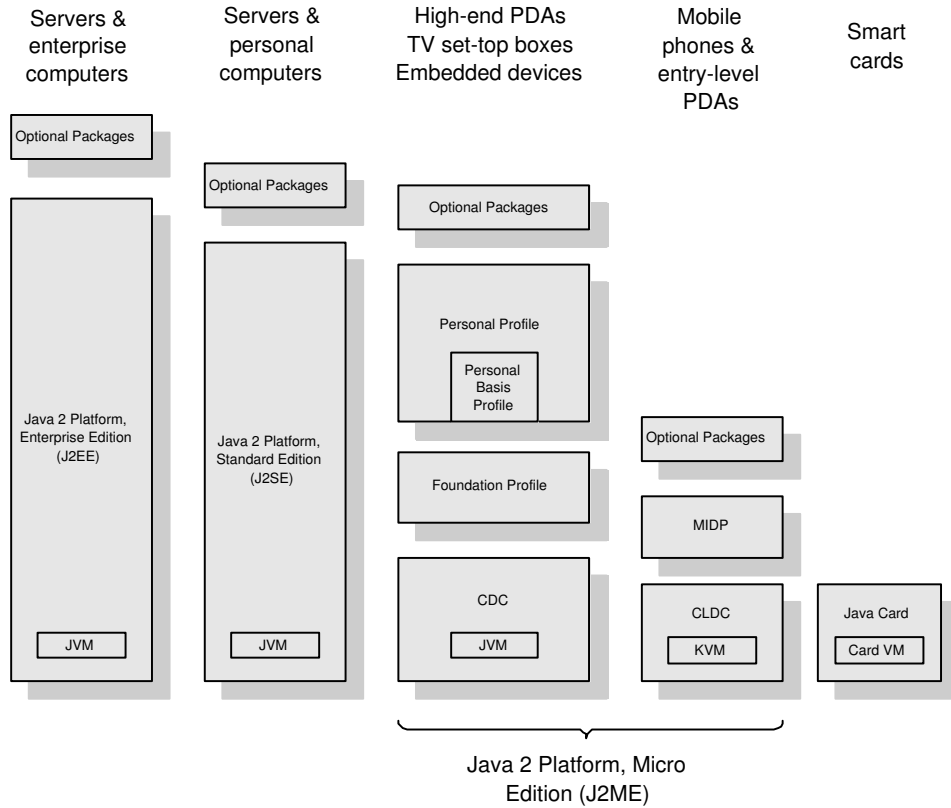 Servers &
enterprise
computers
Servers &
personal
computers
High-end PDAs
TV set-top boxes
Embedded devices
Mobile
phones &
entry-level
PDAs
Smart
cards
Optional Packages
Java 2 Platform,
Enterprise Edition
(J2EE)
JVM
Optional Packages
Java 2 Platform,
Standard Edition
(J2SE)
JVM
Optional Packages
Personal Profile
Personal
Basis
Profile
Foundation Profile
CDC
JVM
Optional Packages
MIDP
CLDC
KVM
Java Card
Card VM
Java 2 Platform, Micro
Edition (J2ME)